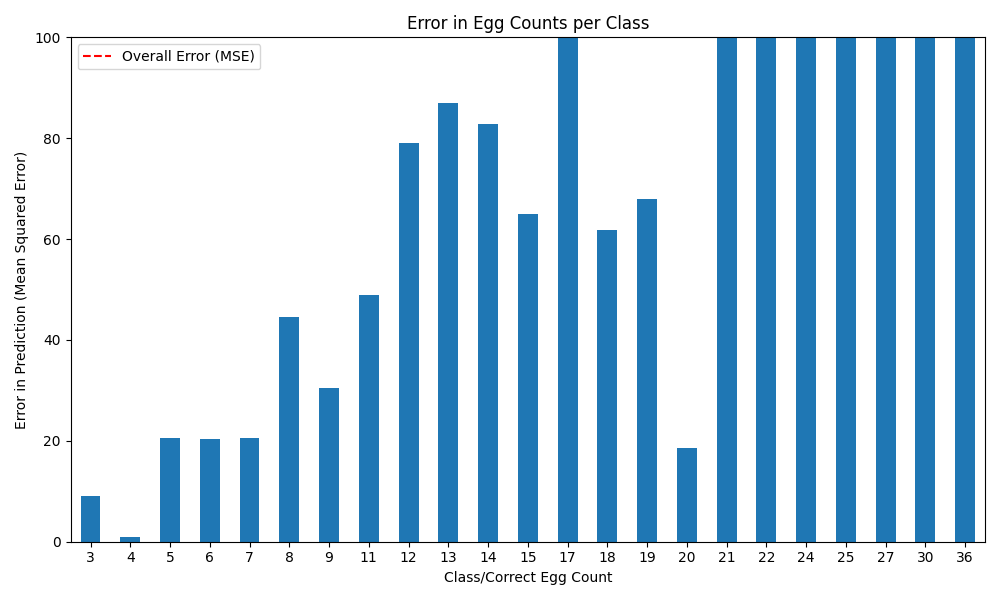 Error in Egg Counts per Class
Overall Error (MSE)
Error in Prediction (Mean Squared Error)
100
80
60
40
20
0
3 4 5 6 7 8 9 11 12 13 14 15 17 18 19 20 21 22 24 25 27 30 36
Class/Correct Egg Count